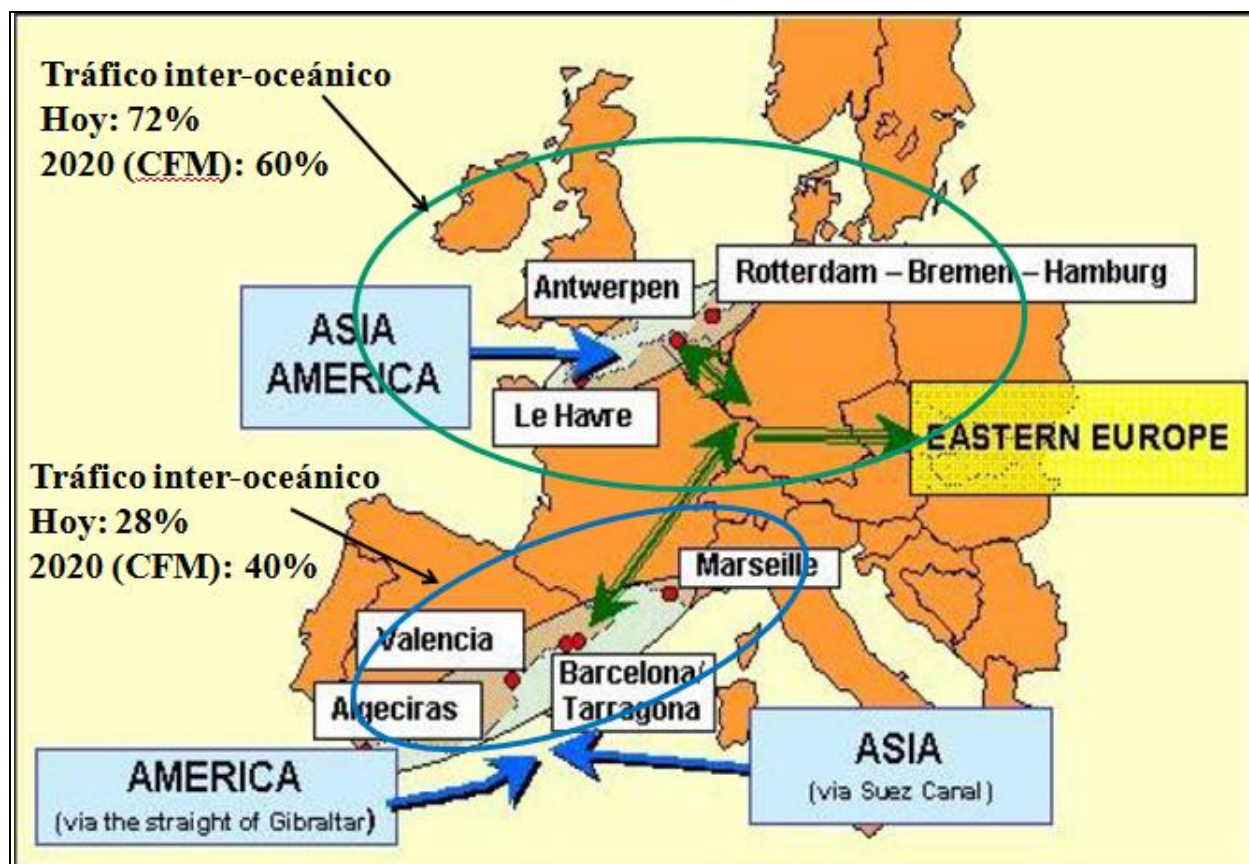 Tráfico inter-oceánico
Hoy: 72%
2020 (CFM): 60%
Rotterdam – Bremen – Hamburg
Antwerpen
ASIA
AMERICA
Le Havre
EASTERN EUROPE
Tráfico inter-oceánico
Hoy: 28%
2020 (CFM): 40%
Marseille
Valencia
Barcelona/
Tarragona
Algeciras
AMERICA
(via the straight of Gibraltar)
ASIA
(via Suez Canal)